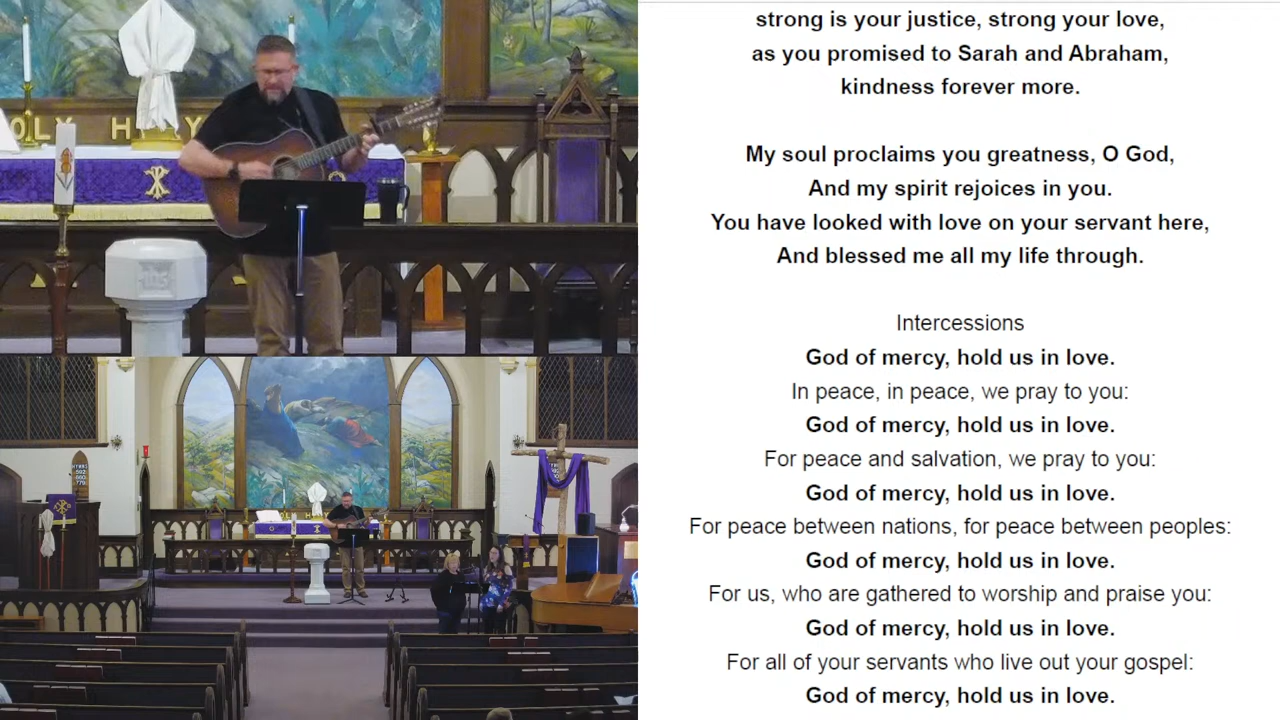 OLY H
strong is your justice, strong your love,
as you promised to Sarah and Abraham,
kindness forever more.
My soul proclaims you greatness, O God,
And my spirit rejoices in you.
You have looked with love on your servant here,
And blessed me all my life through.
Intercessions
God of mercy, hold us in love.
In peace, in peace, we pray to you:
God of mercy, hold us in love.
For peace and salvation, we pray to you:
God of mercy, hold us in love.
For peace between nations, for peace between peoples:
God of mercy, hold us in love.
For us, who are gathered to worship and praise you:
God of mercy, hold us in love.
For all of your servants who live out your gospel:
God of mercy, hold us in love.